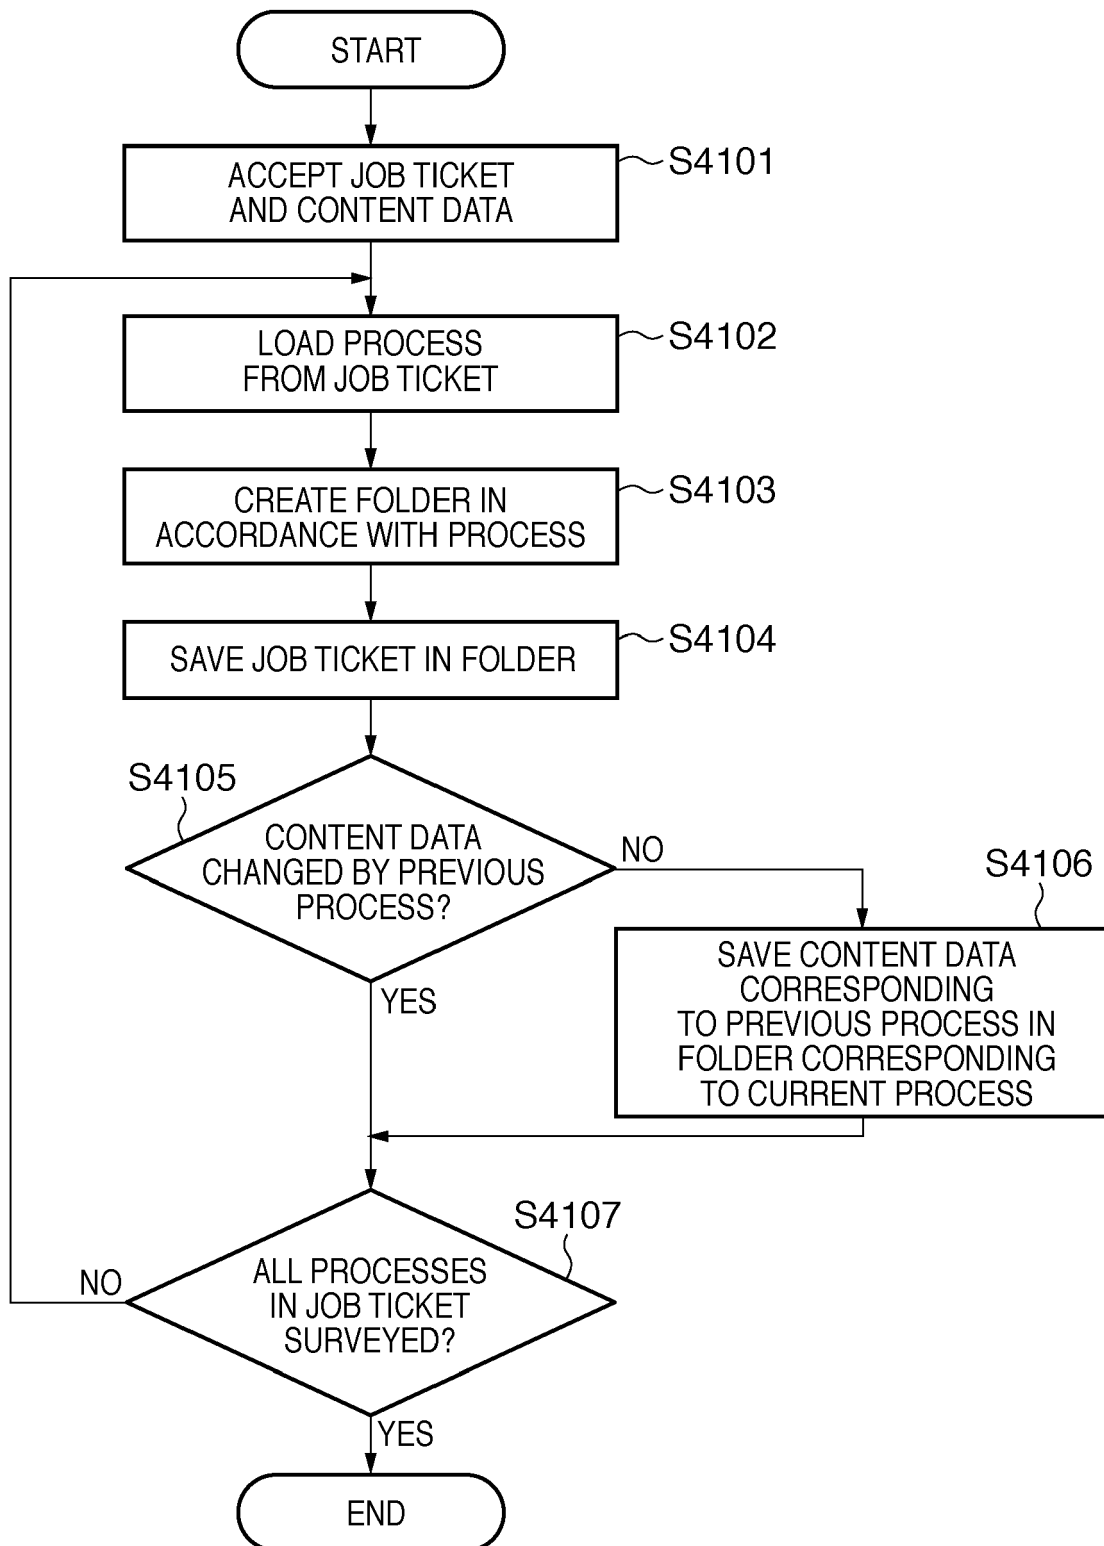 START
ACCEPT JOB TICKET
AND CONTENT DATA
S4101
LOAD PROCESS
FROM JOB TICKET
S4102
CREATE FOLDER IN
ACCORDANCE WITH PROCESS
S4103
SAVE JOB TICKET IN FOLDER
S4104
S4105
CONTENT DATA
CHANGED BY PREVIOUS
PROCESS?
NO
YES
S4106
SAVE CONTENT DATA
CORRESPONDING
TO PREVIOUS PROCESS IN
FOLDER CORRESPONDING
TO CURRENT PROCESS
S4107
ALL PROCESSES
IN JOB TICKET
SURVEYED?
NO
YES
END